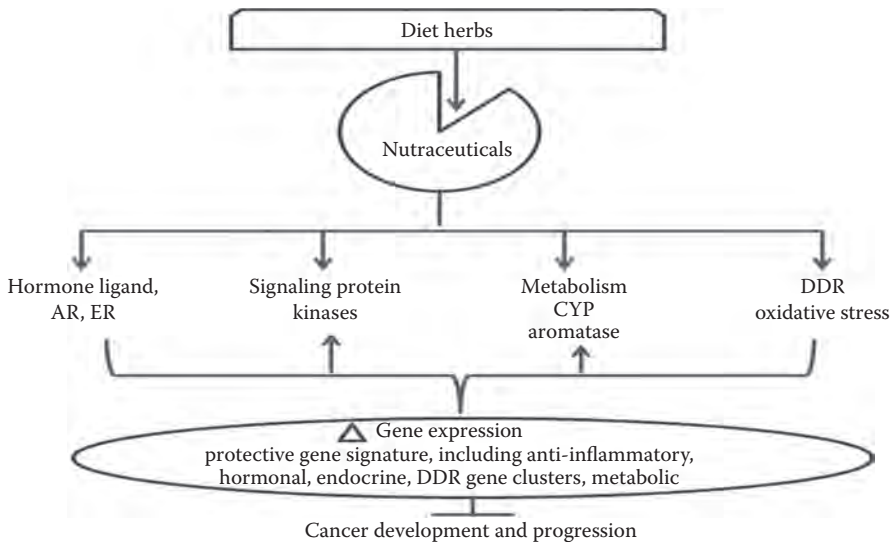 Diet herbs
Nutraceuticals
Hormone ligand,
AR, ER
Signaling protein
kinases
Metabolism
CYP
aromatase
DDR
oxidative stress
△ Gene expression
protective gene signature, including anti-inflammatory,
hormonal, endocrine, DDR gene clusters, metabolic
Cancer development and progression